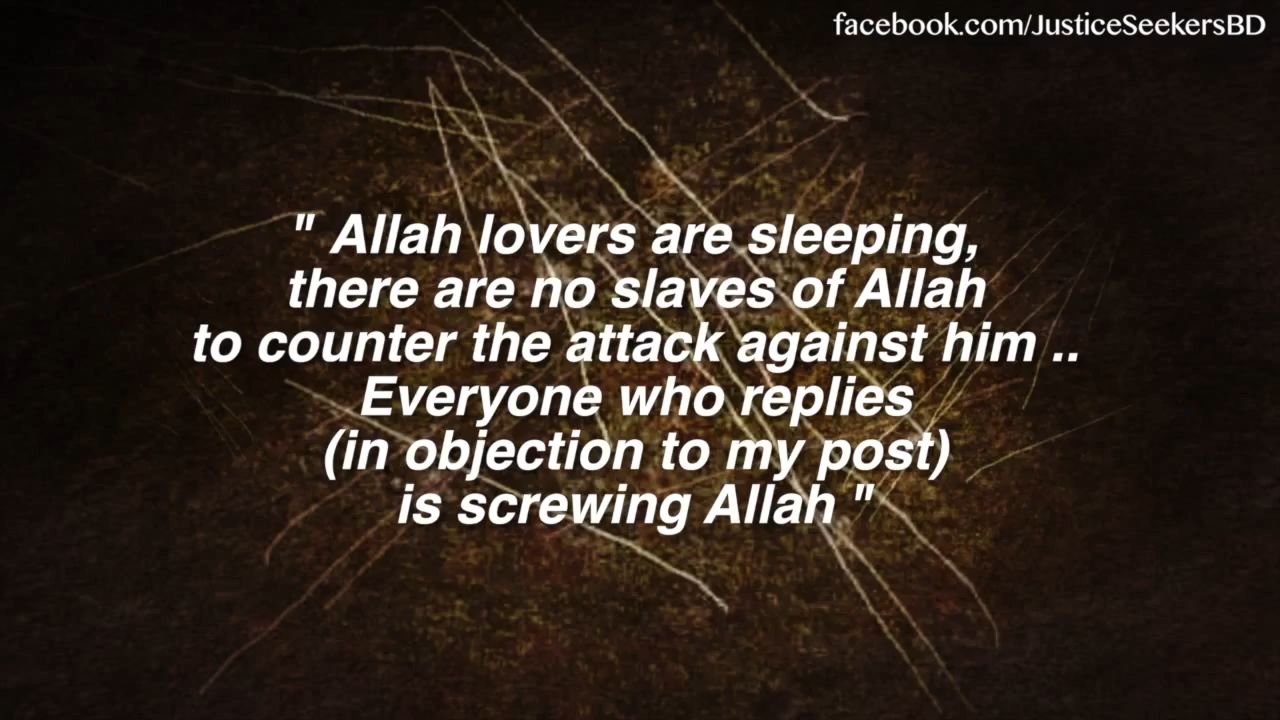 facebook.com/JusticeSeekersBD
" Allah lovers are sleeping,
there are no slaves of Allah
to counter the attack against him ..
Everyone who replies
(in objection to my post)
is screwing Allah "